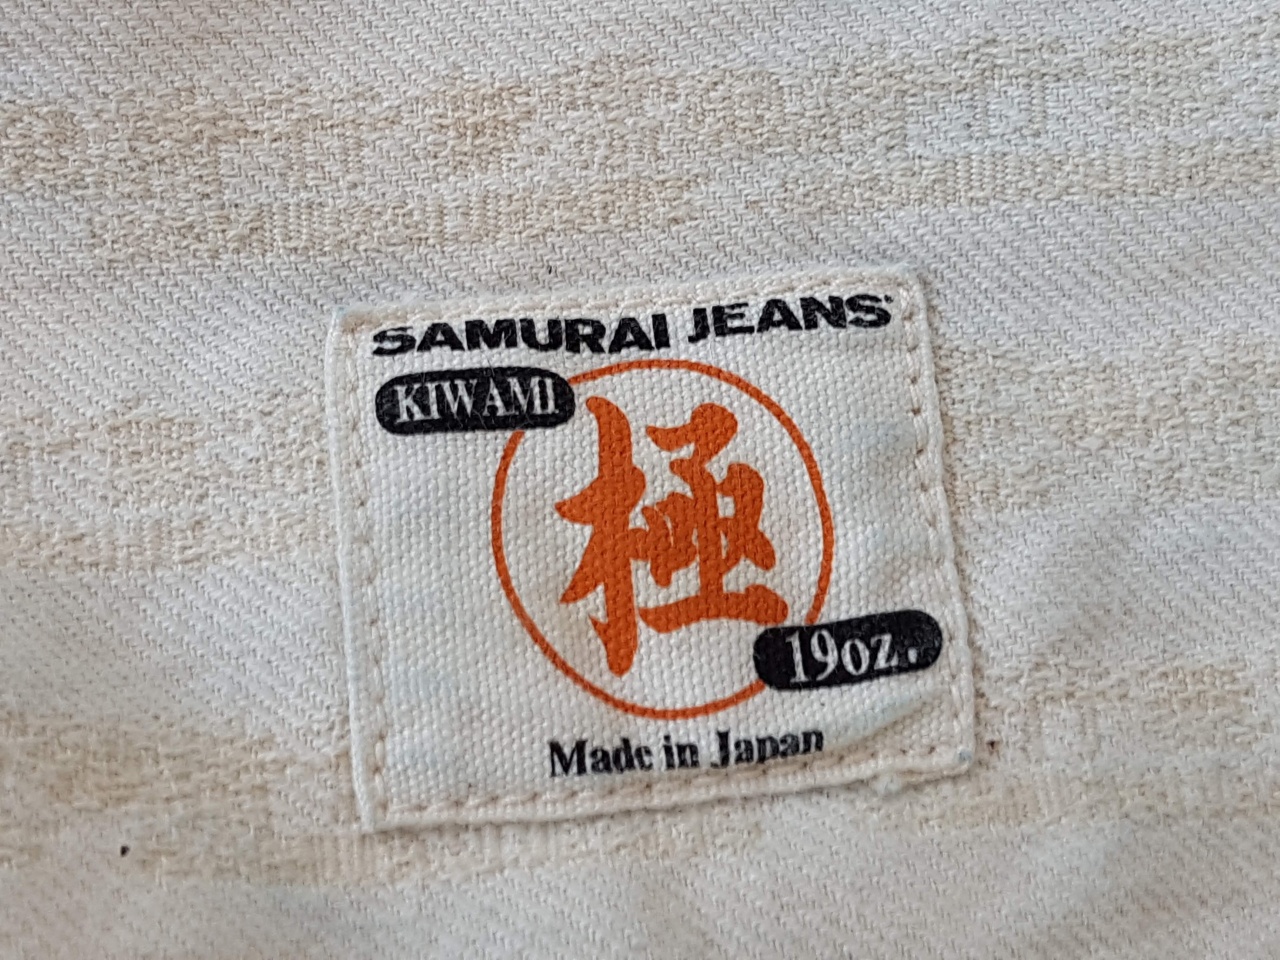 SAMURAI JEANS
KIWAMI
極
19oz.
Made in Japan